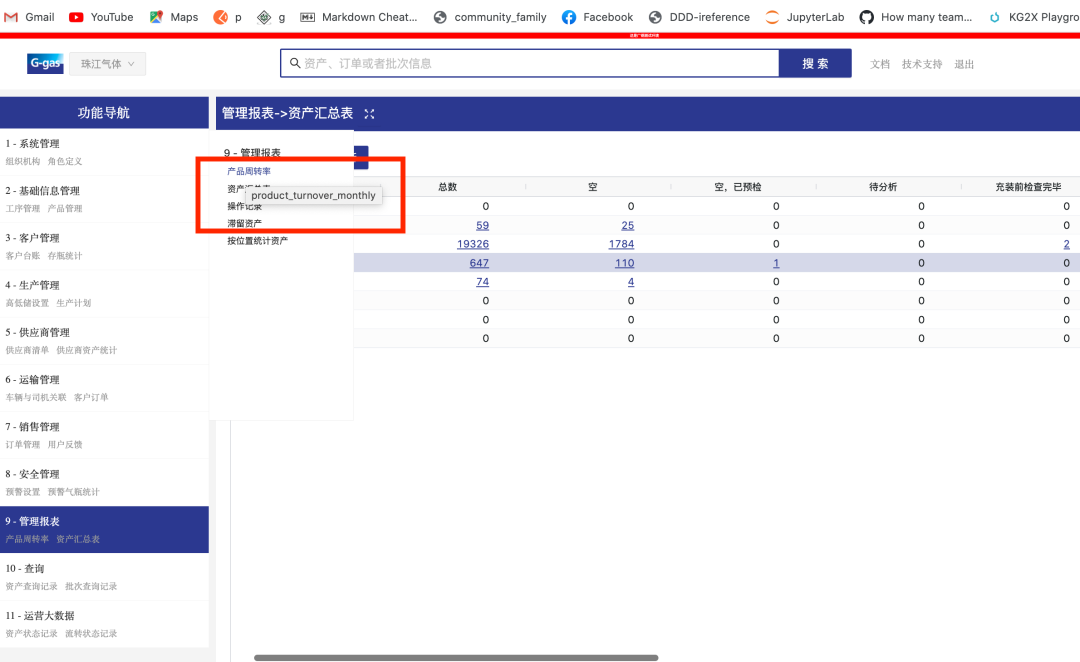 Gmail YouTube Maps p g Markdown Cheat... community_family Facebook DDD-ireference JupyterLab How many team... KG2X Playgro
G-gas 珠江气体 资产、订单或者批次信息 搜 索 文档 技术支持 退出
功能导航
1 - 系统管理
组织机构 角色定义
2 - 基础信息管理
工序管理 产品管理
3 - 客户管理
客户台账 存瓶统计
4 - 生产管理
高低储设置 生产计划
5 - 供应商管理
供应商清单 供应商资产统计
6 - 运输管理
车辆与司机关联 客户订单
7 - 销售管理
订单管理 用户反馈
8 - 安全管理
预警设置 预警气瓶统计
9 - 管理报表
产品周转率 资产汇总表
10 - 查询
资产查询记录 批次查询记录
11 - 运营大数据
资产状态记录 流转状态记录
管理报表->资产汇总表
9 - 管理报表
产品周转率
资产汇总表
product_turnover_monthly
操作记录
滞留资产
按位置统计资产
总数 空 空，已预检 待分析 充装前检查完毕
0 0 0 0 0
59 25 0 0 0
19326 1784 0 0 2
647 110 1 0 0
74 4 0 0 0
0 0 0 0 0
0 0 0 0 0
0 0 0 0 0